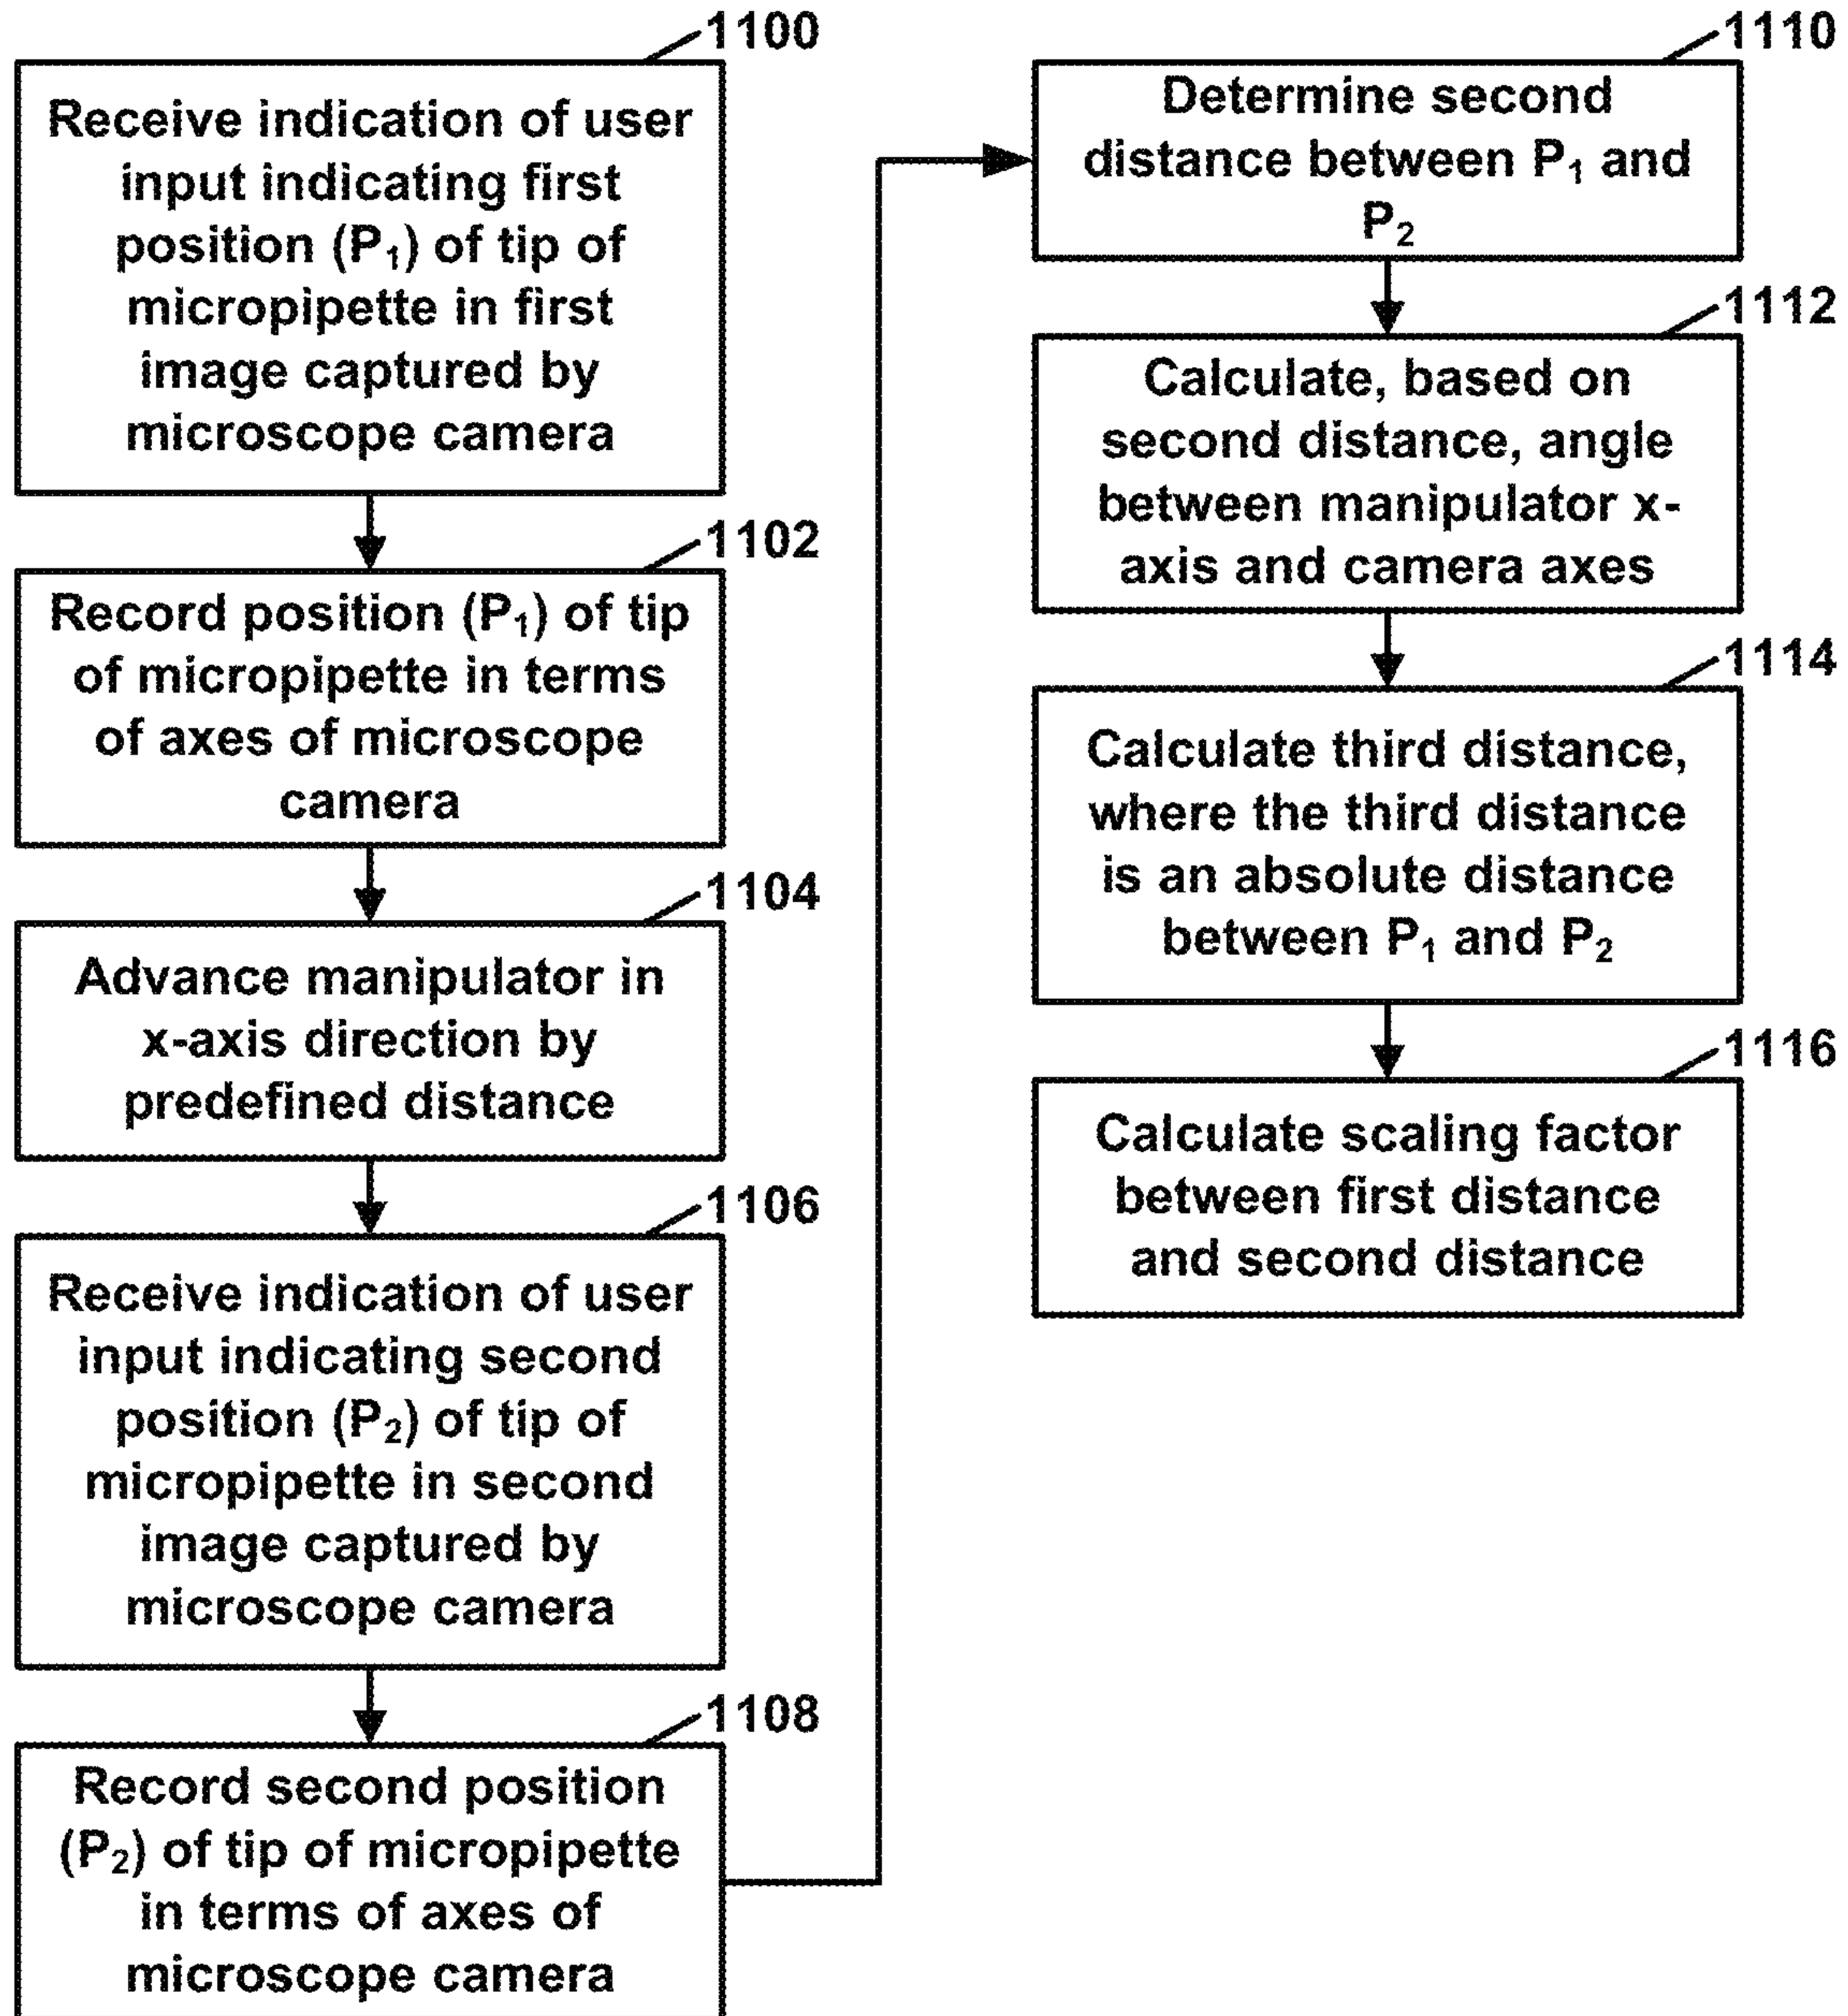 1100
Receive indication of user
input indicating first
position (P₁) of tip of
micropipette in first
image captured by
microscope camera
1102
Record position (P₁) of tip
of micropipette in terms
of axes of microscope
camera
1104
Advance manipulator in
x-axis direction by
predefined distance
1106
Receive indication of user
input indicating second
position (P₂) of tip of
micropipette in second
image captured by
microscope camera
1108
Record second position
(P₂) of tip of micropipette
in terms of axes of
microscope camera
1110
Determine second
distance between P₁ and
P₂
1112
Calculate, based on
second distance, angle
between manipulator x-
axis and camera axes
1114
Calculate third distance,
where the third distance
is an absolute distance
between P₁ and P₂
1116
Calculate scaling factor
between first distance
and second distance